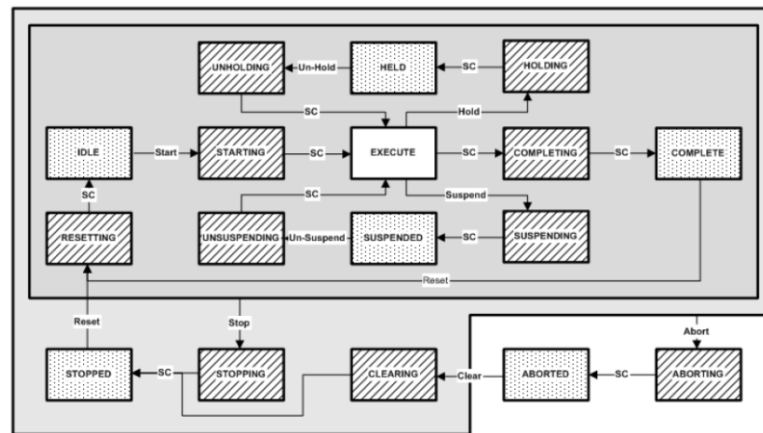 UNHOLDING
Un-Hold
HELD
SC
HOLDING
SC
Hold
IDLE
Start
STARTING
SC
EXECUTE
SC
COMPLETING
SC
COMPLETE
SC
SC
Suspend
RESETTING
UNSUSPENDING
Un-Suspend
SUSPENDED
SC
SUSPENDING
Reset
Reset
Stop
Abort
STOPPED
SC
STOPPING
CLEARING
Clear
ABORTED
SC
ABORTING